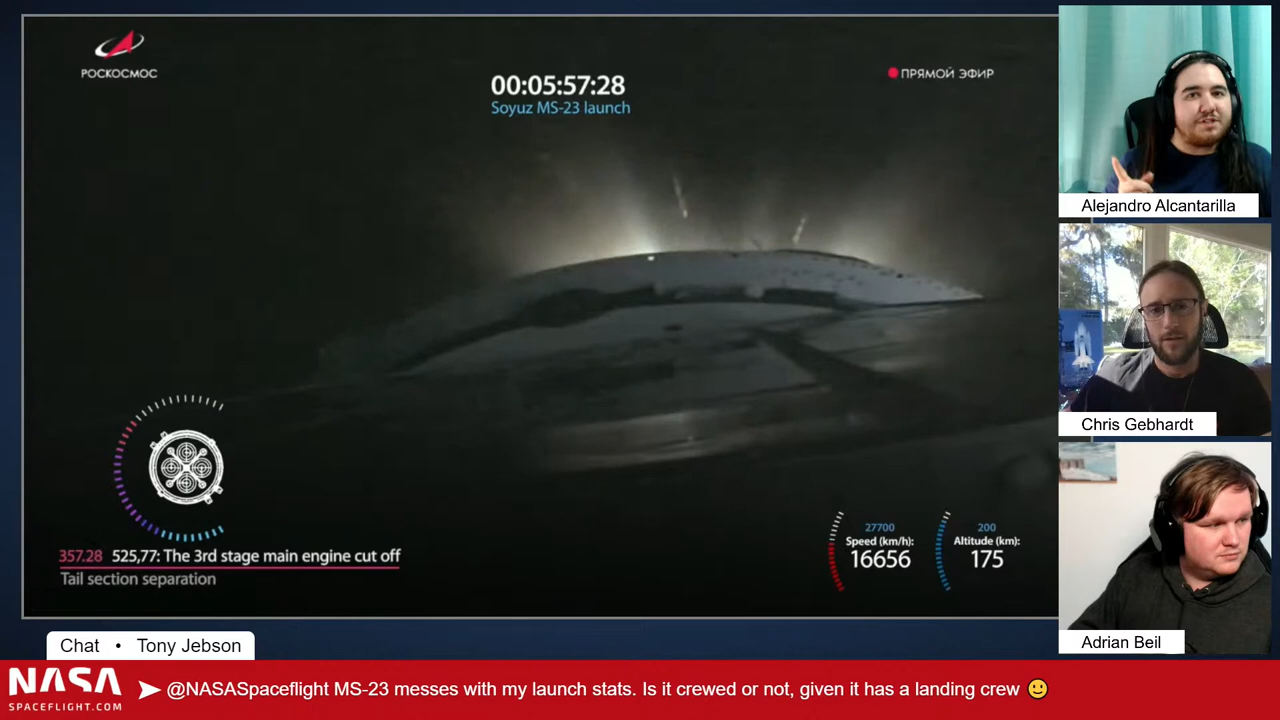 РОСКОСМОС
00:05:57:28
Soyuz MS-23 launch
ПРЯМОЙ ЭФИР
Alejandro Alcantarilla
Chris Gebhardt
357.28 525,77: The 3rd stage main engine cut off
Tail section separation
27700
Speed (km/h):
16656
200
Altitude (km):
175
Adrian Beil
Chat • Tony Jebson
NASA
SPACEFLIGHT.COM
@NASASpaceflight MS-23 messes with my launch stats. Is it crewed or not, given it has a landing crew 🙂